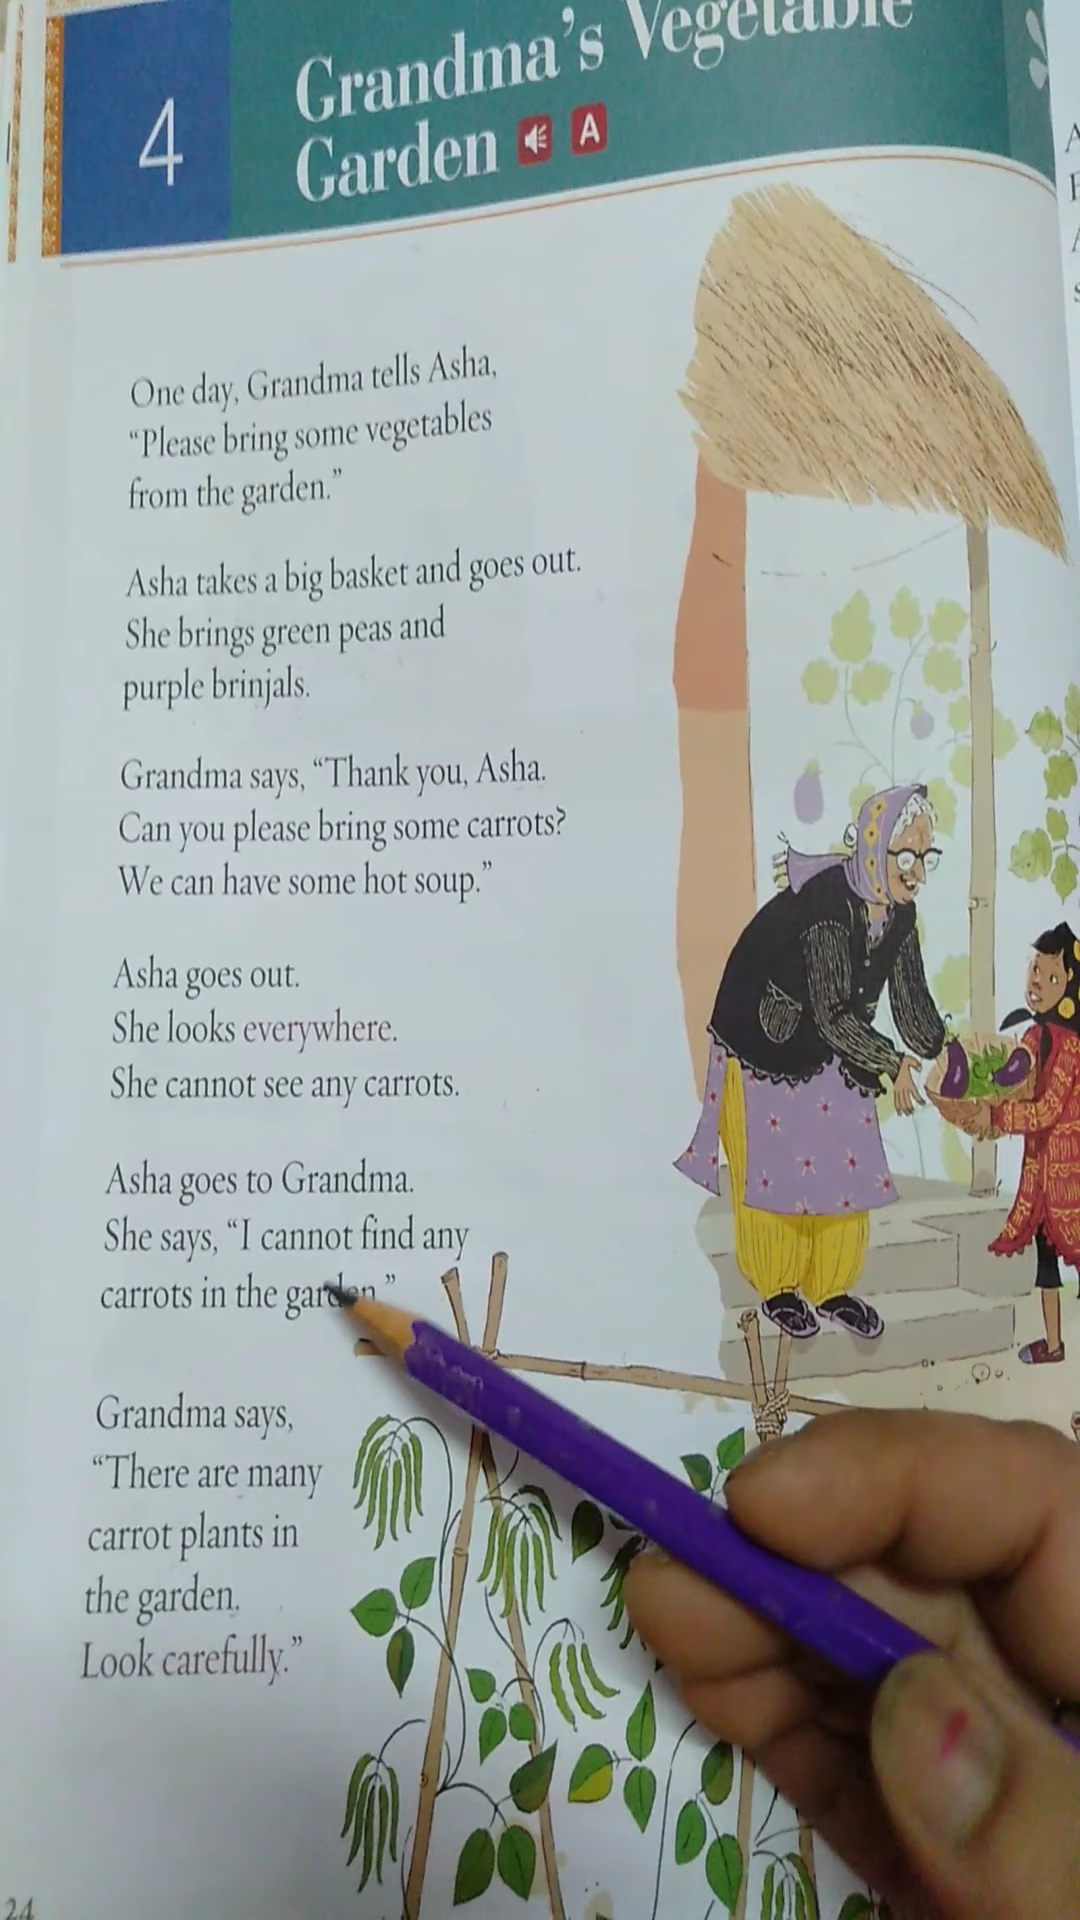 4
Grandma's Vegetable
Garden
A
One day, Grandma tells Asha,
“Please bring some vegetables
from the garden.”
Asha takes a big basket and goes out.
She brings green peas and
purple brinjals.
Grandma says, “Thank you, Asha.
Can you please bring some carrots?
We can have some hot soup.”
Asha goes out.
She looks everywhere.
She cannot see any carrots.
Asha goes to Grandma.
She says, “I cannot find any
carrots in the garden.”
Grandma says,
“There are many
carrot plants in
the garden.
Look carefully.”
24